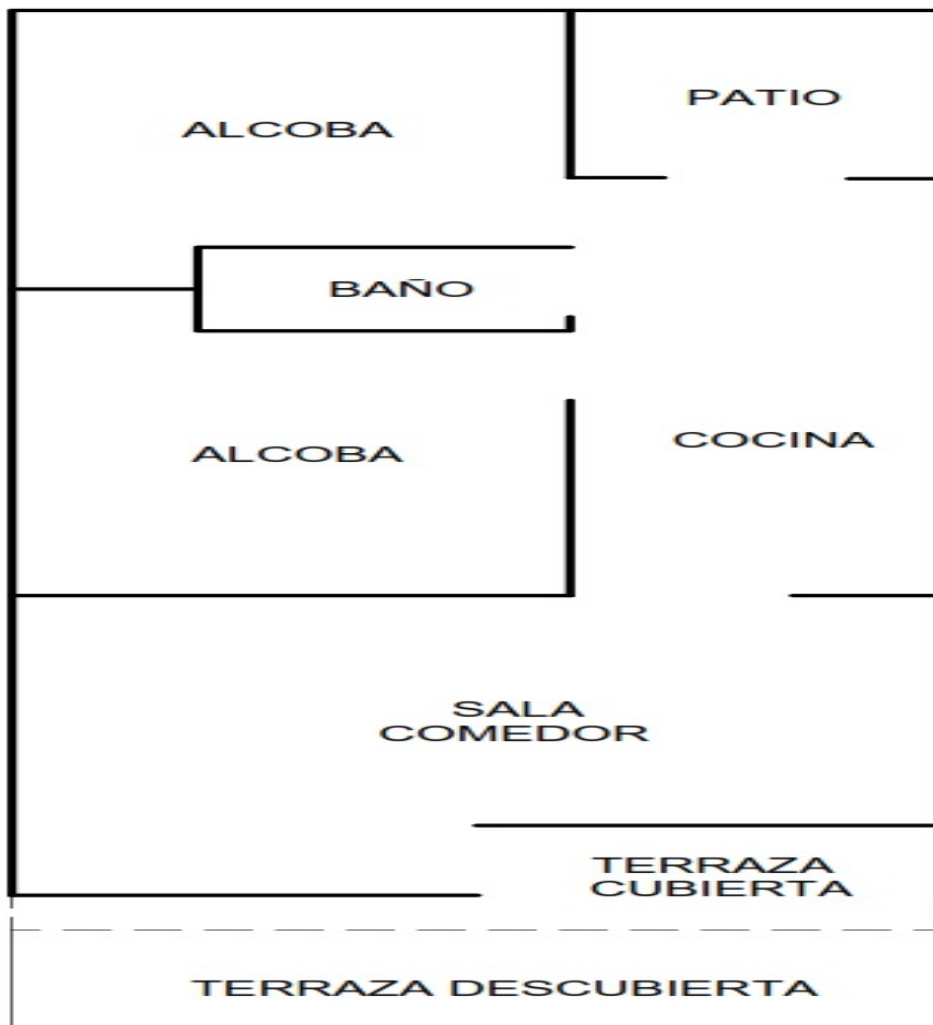 PATIO
ALCOBA
BAÑO
COCINA
ALCOBA
SALA
COMEDOR
TERRAZA
CUBIERTA
TERRAZA DESCUBIERTA